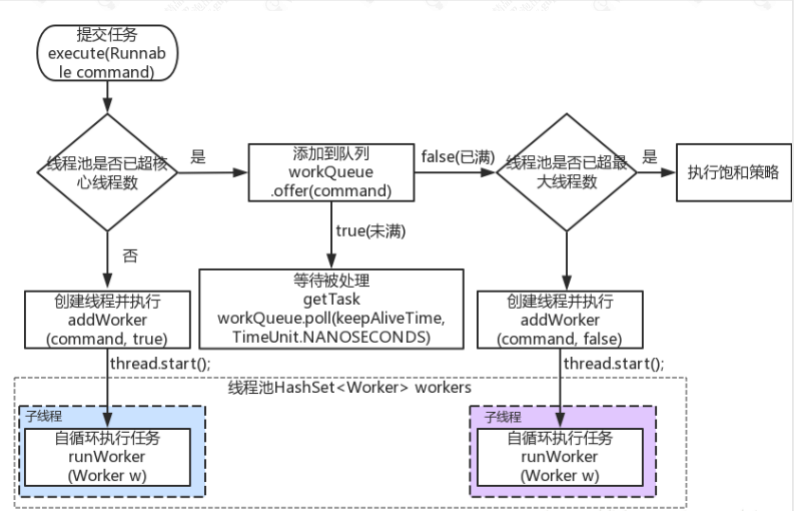 提交任务
execute(Runnab
le command)
线程池是否已超核
心线程数
是
添加到队列
workQueue
.offer(command)
false(已满)
线程池是否已超最
大线程数
是
执行饱和策略
true(未满)
否
等待被处理
getTask
workQueue.poll(keepAliveTime,
TimeUnit.NANOSECONDS)
创建线程并执行
addWorker
(command, true)
创建线程并执行
addWorker
(command, false)
thread.start();
thread.start();
线程池HashSet<Worker> workers
子线程
自循环执行任务
runWorker
(Worker w)
子线程
自循环执行任务
runWorker
(Worker w)